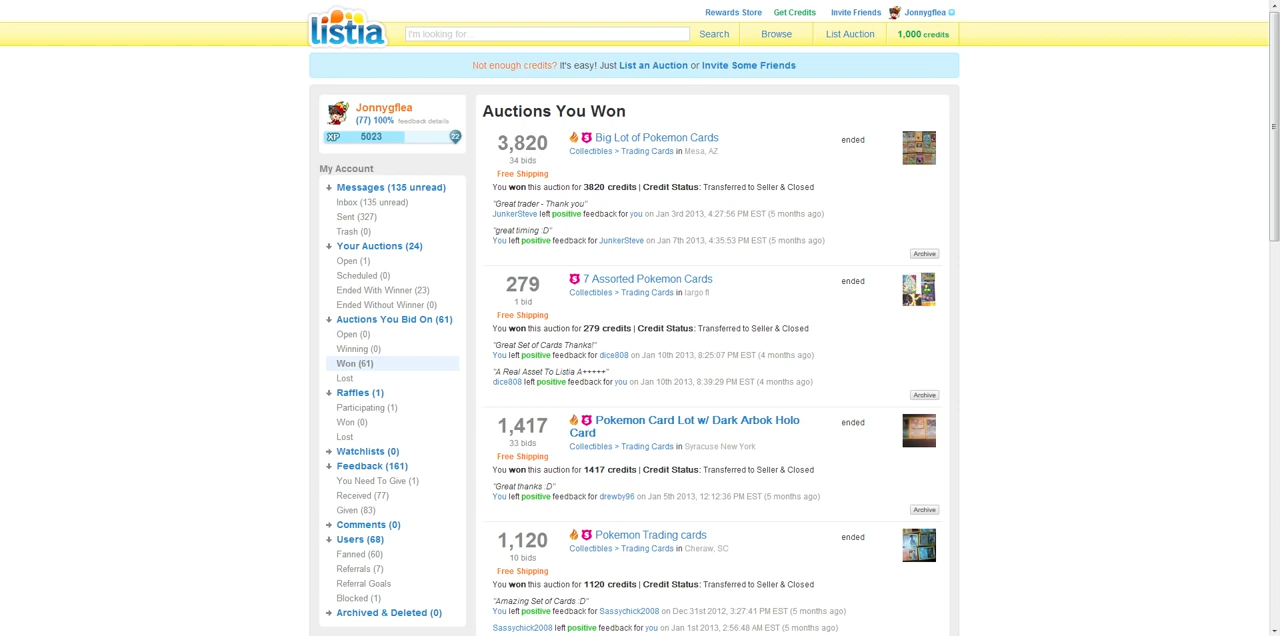 Rewards Store Get Credits Invite Friends Jonnygflea
listia
I'm looking for...
Search Browse List Auction 1,000 credits
Not enough credits? It's easy! Just List an Auction or Invite Some Friends
Jonnygflea
(77) 100% feedback details
XP 5023 22
My Account
Messages (135 unread)
Inbox (135 unread)
Sent (327)
Trash (0)
Your Auctions (24)
Open (1)
Scheduled (0)
Ended With Winner (23)
Ended Without Winner (0)
Auctions You Bid On (61)
Open (0)
Winning (0)
Won (61)
Lost
Raffles (1)
Participating (1)
Won (0)
Lost
Watchlists (0)
Feedback (161)
You Need To Give (1)
Received (77)
Given (83)
Comments (0)
Users (68)
Fanned (60)
Referrals (7)
Referral Goals
Blocked (1)
Archived & Deleted (0)
Auctions You Won
3,820
34 bids
Free Shipping
Big Lot of Pokemon Cards
Collectibles > Trading Cards in Mesa, AZ
ended
You won this auction for 3820 credits | Credit Status: Transferred to Seller & Closed
"Great trader - Thank you"
JunkerSteve left positive feedback for you on Jan 3rd 2013, 4:27:56 PM EST (5 months ago)
"great timing :D"
You left positive feedback for JunkerSteve on Jan 7th 2013, 4:35:53 PM EST (5 months ago)
Archive
279
1 bid
Free Shipping
7 Assorted Pokemon Cards
Collectibles > Trading Cards in largo fl
ended
You won this auction for 279 credits | Credit Status: Transferred to Seller & Closed
"Great Set of Cards Thanks!"
You left positive feedback for dice808 on Jan 10th 2013, 8:25:07 PM EST (4 months ago)
"A Real Asset To Listia A+++++"
dice808 left positive feedback for you on Jan 10th 2013, 8:39:29 PM EST (4 months ago)
Archive
1,417
33 bids
Free Shipping
Pokemon Card Lot w/ Dark Arbok Holo
Card
Collectibles > Trading Cards in Syracuse New York
ended
You won this auction for 1417 credits | Credit Status: Transferred to Seller & Closed
"Great thanks :D"
You left positive feedback for drewby96 on Jan 5th 2013, 12:12:36 PM EST (5 months ago)
Archive
1,120
10 bids
Free Shipping
Pokemon Trading cards
Collectibles > Trading Cards in Cheraw, SC
ended
You won this auction for 1120 credits | Credit Status: Transferred to Seller & Closed
"Amazing Set of Cards :D"
You left positive feedback for Sassychick2008 on Dec 31st 2012, 3:27:41 PM EST (5 months ago)
Sassychick2008 left positive feedback for you on Jan 1st 2013, 2:56:48 AM EST (5 months ago)